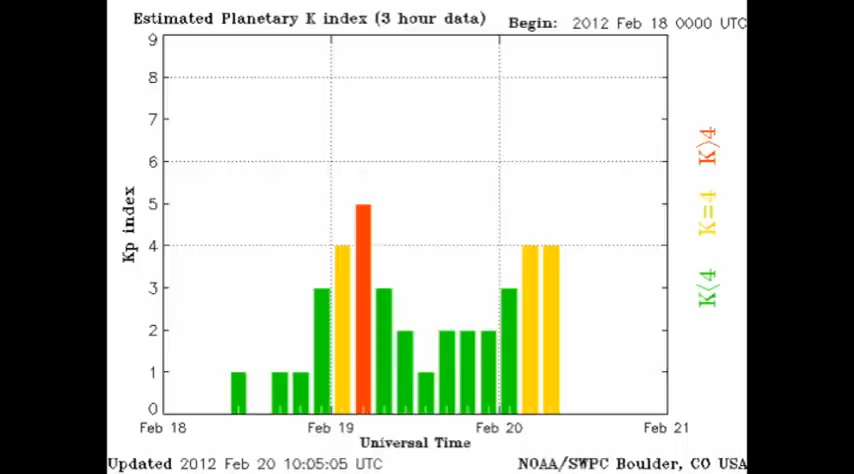 Estimated Planetary K index (3 hour data)
Begin: 2012 Feb 18 0000 UTC
9
8
7
6
5
4
3
2
1
0
Kp index
K>4
K=4
K<4
Feb 18
Feb 19
Feb 20
Feb 21
Universal Time
Updated 2012 Feb 20 10:05:05 UTC
NOAA/SWPC Boulder, CO USA